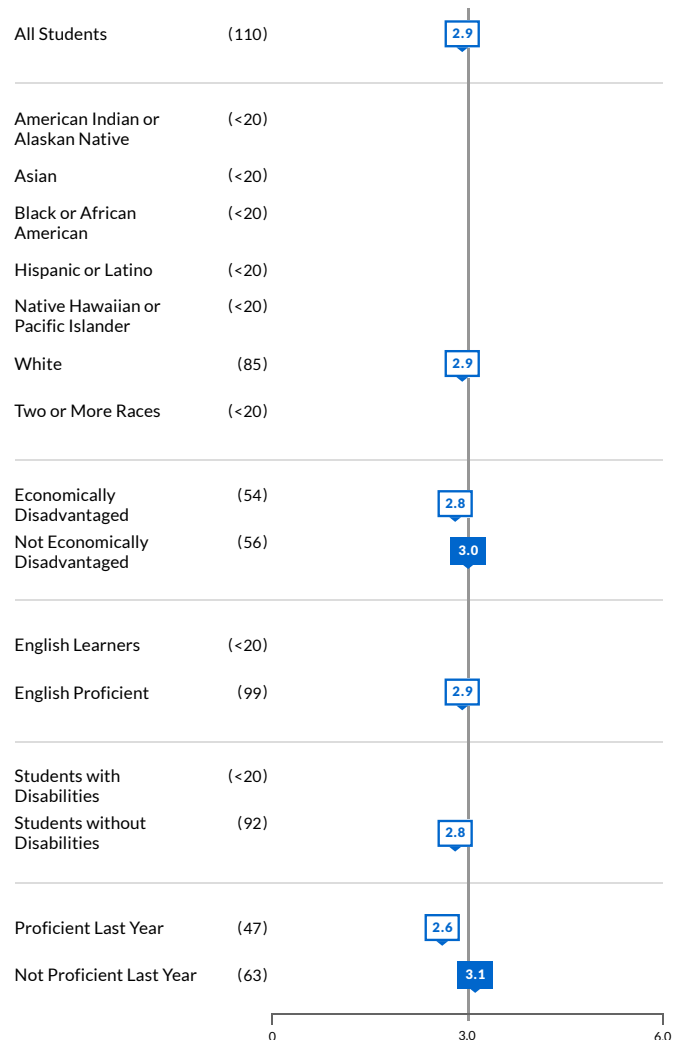 All Students (110) 2.9
American Indian or (<20)
Alaskan Native
Asian (<20)
Black or African (<20)
American
Hispanic or Latino (<20)
Native Hawaiian or (<20)
Pacific Islander
White (85) 2.9
Two or More Races (<20)
Economically (54) 2.8
Disadvantaged
Not Economically (56) 3.0
Disadvantaged
English Learners (<20)
English Proficient (99) 2.9
Students with (<20)
Disabilities
Students without (92) 2.8
Disabilities
Proficient Last Year (47) 2.6
Not Proficient Last Year (63) 3.1
0 3.0 6.0